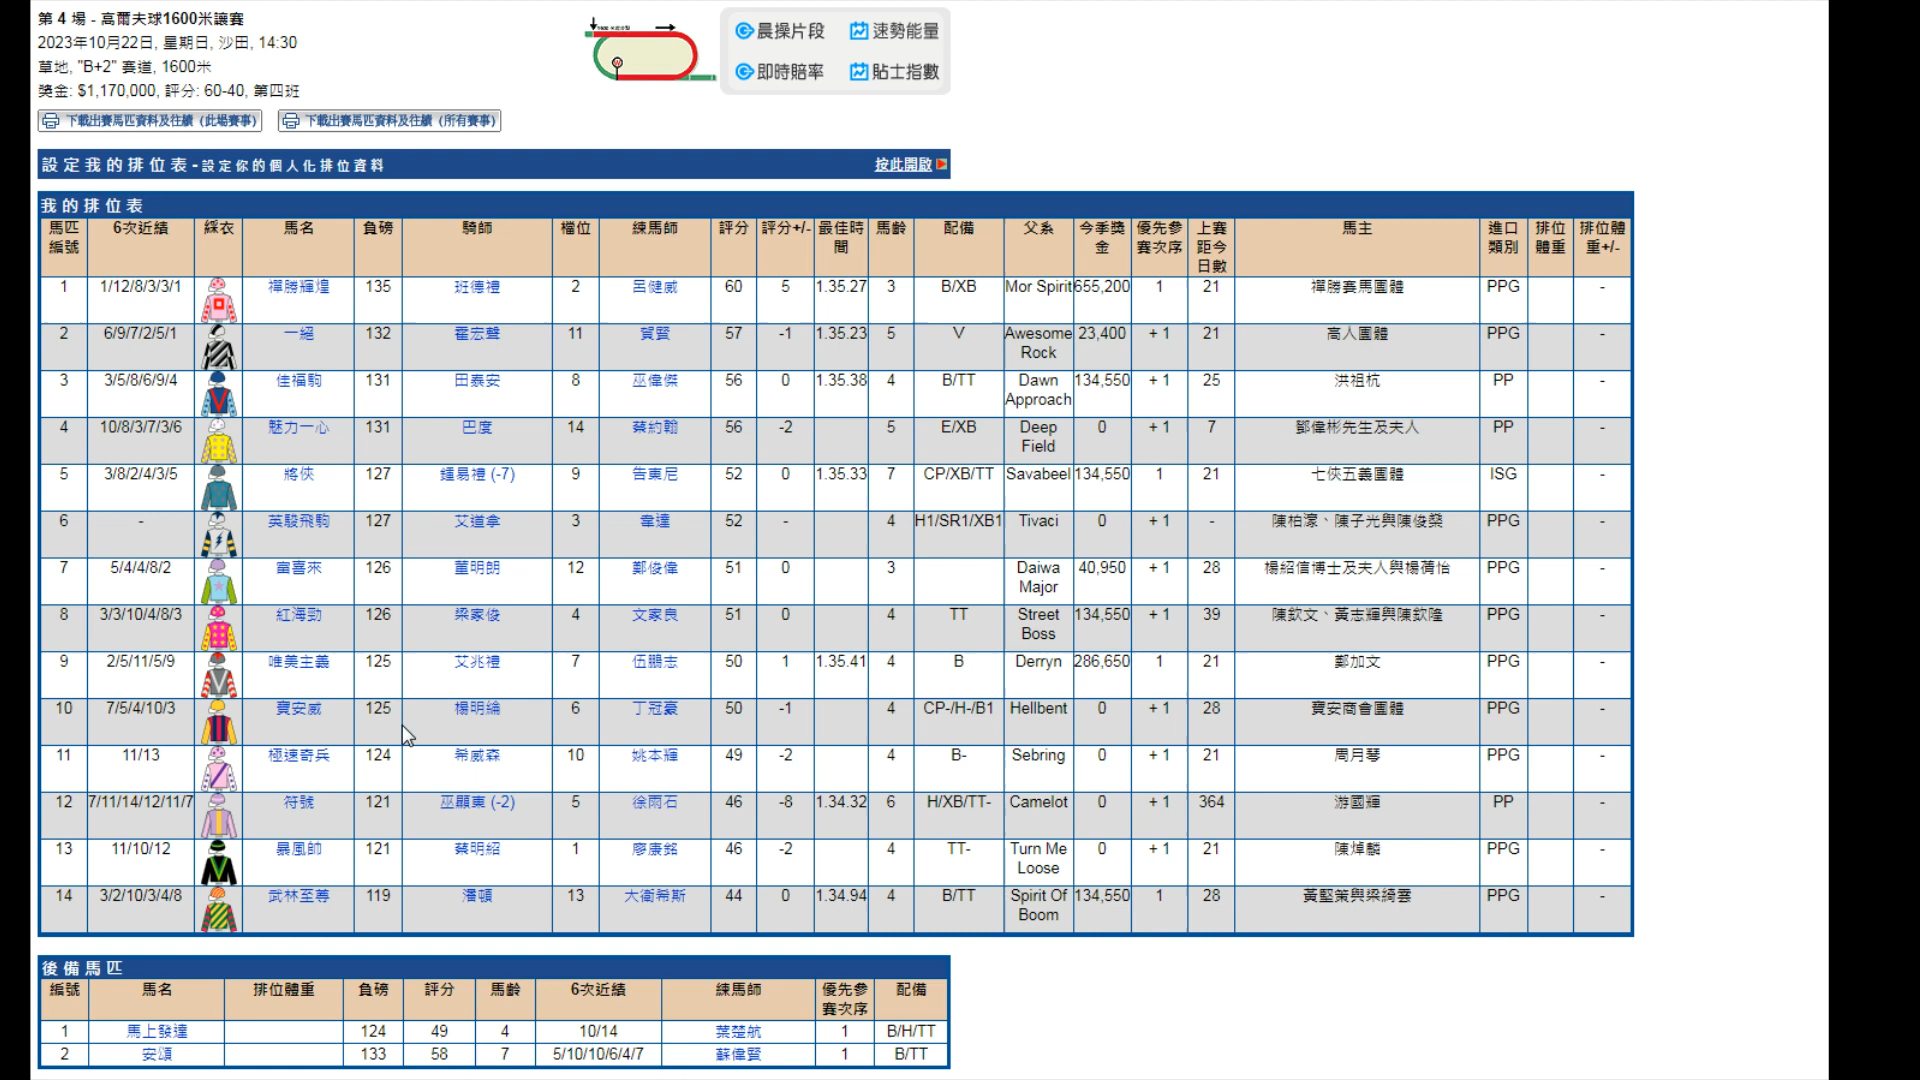 第 4 場 - 高爾夫球1600米讓賽
2023年10月22日, 星期日, 沙田, 14:30
草地, "B+2" 賽道, 1600米
獎金: $1,170,000, 評分: 60-40, 第四班
下載出賽馬匹資料及往績 (此場賽事) 下載出賽馬匹資料及往績 (所有賽事)
晨操片段 速勢能量
即時賠率 貼士指數
設定我的排位表 - 設定你的個人化排位資料 按此開啟
我的排位表
馬匹編號 6次近績 綵衣 馬名 負磅 騎師 檔位 練馬師 評分 評分+/- 最佳時間 馬齡 配備 父系 今季獎金 優先參賽次序 上賽距今日數 馬主 進口類別 排位體重 排位體重+/-
1 1/12/8/3/3/1 禪勝輝煌 135 班德禮 2 呂健威 60 5 1.35.27 3 B/XB Mor Spirit 655,200 1 21 禪勝賽馬團體 PPG -
2 6/9/7/2/5/1 一絕 132 霍宏聲 11 賀賢 57 -1 1.35.23 5 V Awesome Rock 23,400 + 1 21 高人團體 PPG -
3 3/5/8/6/9/4 佳福駒 131 田泰安 8 巫偉傑 56 0 1.35.38 4 B/TT Dawn Approach 134,550 + 1 25 洪祖杭 PP -
4 10/8/3/7/3/6 魅力一心 131 巴度 14 蔡約翰 56 -2 5 E/XB Deep Field 0 + 1 7 鄧偉彬先生及夫人 PP -
5 3/8/2/4/3/5 將俠 127 鍾易禮 (-7) 9 告東尼 52 0 1.35.33 7 CP/XB/TT Savabeel 134,550 1 21 七俠五義團體 ISG -
6 - 英駿飛駒 127 艾道拿 3 韋達 52 - 4 H1/SR1/XB1 Tivaci 0 + 1 - 陳柏濠、陳子光與陳俊燊 PPG -
7 5/4/4/8/2 富喜來 126 董明朗 12 鄭俊偉 51 0 3 Daiwa Major 40,950 + 1 28 楊紹信博士及夫人與楊蒨怡 PPG -
8 3/3/10/4/8/3 紅海勁 126 梁家俊 4 文家良 51 0 4 TT Street Boss 134,550 + 1 39 陳欽文、黃志輝與陳欽隆 PPG -
9 2/5/11/5/9 唯美主義 125 艾兆禮 7 伍鵬志 50 1 1.35.41 4 B Derryn 286,650 1 21 鄭加文 PPG -
10 7/5/4/10/3 寶安威 125 楊明綸 6 丁冠豪 50 -1 4 CP-/H-/B1 Hellbent 0 + 1 28 寶安商會團體 PPG -
11 11/13 極速奇兵 124 希威森 10 姚本輝 49 -2 4 B- Sebring 0 + 1 21 周月琴 PPG -
12 7/11/14/12/11/7 符號 121 巫顯東 (-2) 5 徐雨石 46 -8 1.34.32 6 H/XB/TT- Camelot 0 + 1 364 游國輝 PP -
13 11/10/12 暴風帥 121 蔡明紹 1 廖康銘 46 -2 4 TT- Turn Me Loose 0 + 1 21 陳焯麟 PPG -
14 3/2/10/3/4/8 武林至尊 119 潘頓 13 大衛希斯 44 0 1.34.94 4 B/TT Spirit Of Boom 134,550 1 28 黃堅策與梁綺雲 PPG -
後備馬匹
編號 馬名 排位體重 負磅 評分 馬齡 6次近績 練馬師 優先參賽次序 配備
1 馬上發達 124 49 4 10/14 葉楚航 1 B/H/TT
2 安頌 133 58 7 5/10/10/6/4/7 蘇偉賢 1 B/TT